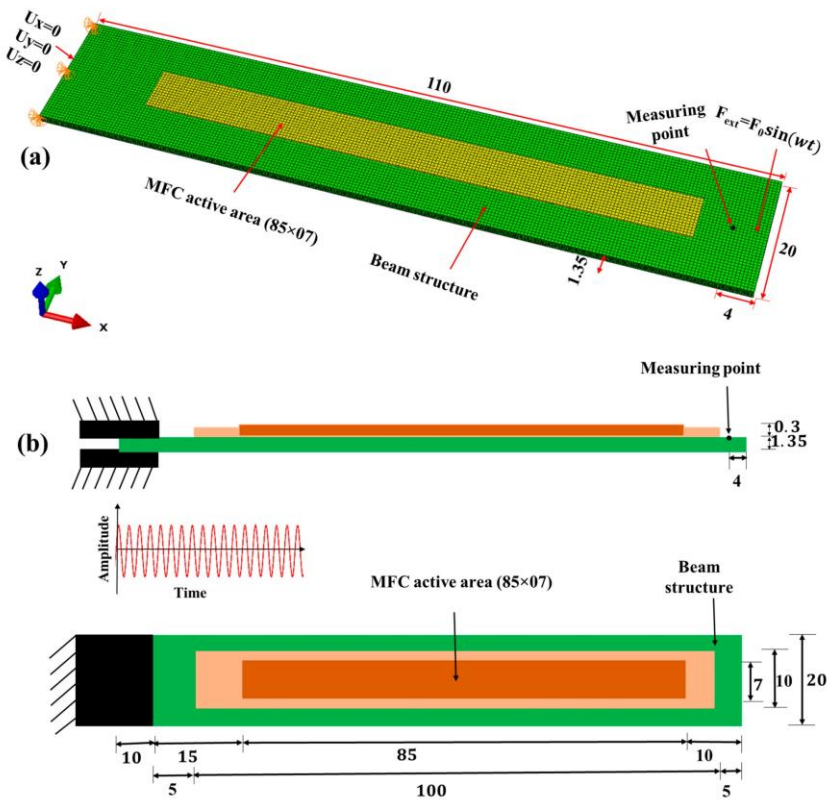 Ux=0
Uy=0
Uz=0
110
Measuring
point
F_ext=F_0sin(wt)
(a)
MFC active area (85×07)
Beam structure
1.35
20
4
Z
Y
X
Measuring point
(b)
0.3
1.35
4
Amplitude
Time
MFC active area (85×07)
Beam
structure
7
10
20
10
15
85
10
5
100
5